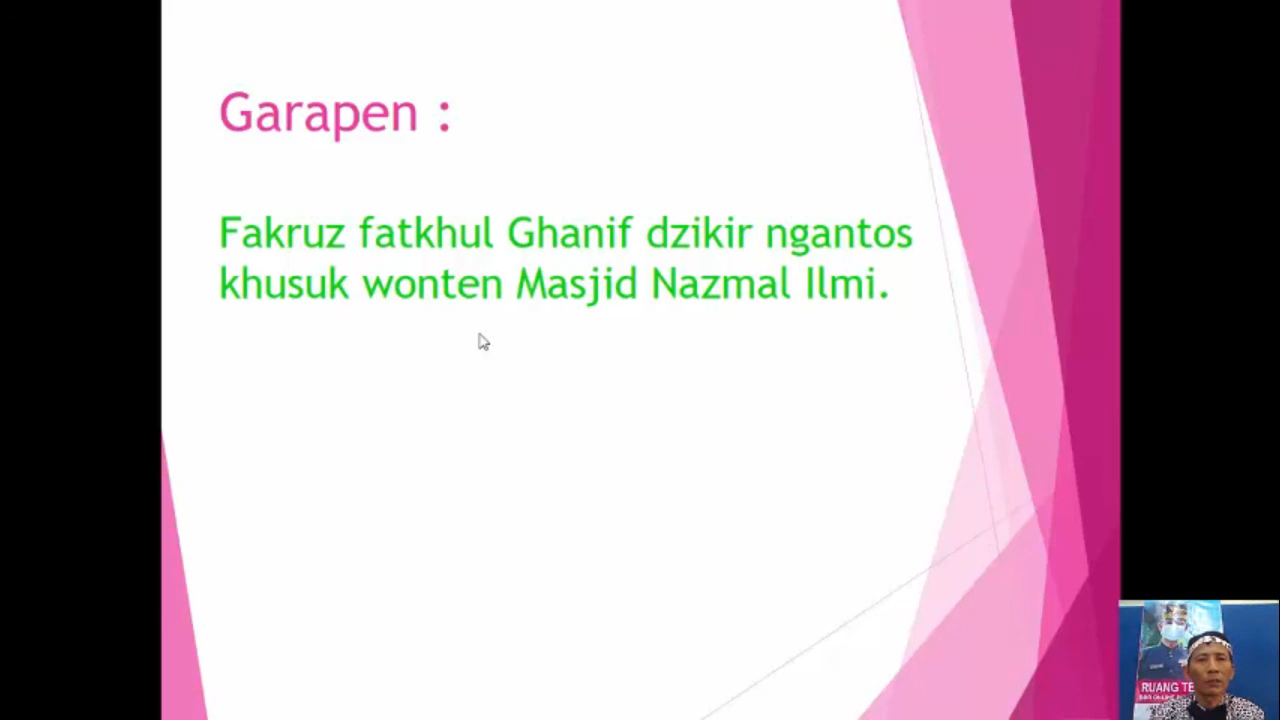 Garapen :
Fakruz fatkhul Ghanif dzikir ngantos
khusuk wonten Masjid Nazmal Ilmi.
RUANG TE